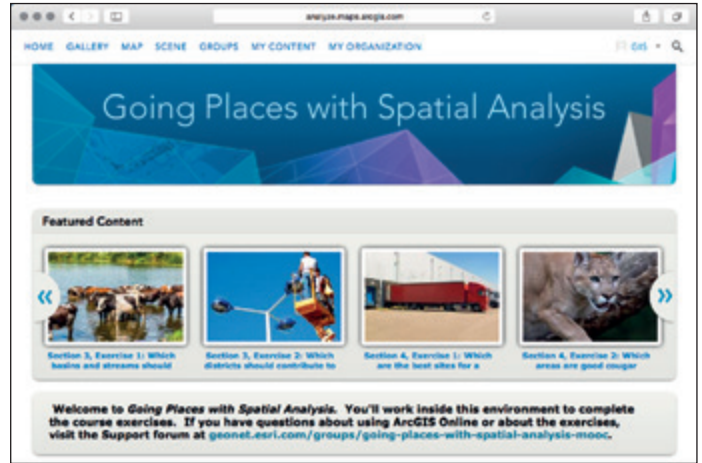 analyze.maps.arcgis.com
HOME GALLERY MAP SCENE GROUPS MY CONTENT MY ORGANIZATION
GIS
Going Places with Spatial Analysis
Featured Content
Section 3, Exercise 1: Which
basins and streams should
Section 3, Exercise 2: Which
districts should contribute to
Section 4, Exercise 1: Which
are the best sites for a
Section 4, Exercise 2: Which
areas are good cougar
Welcome to Going Places with Spatial Analysis. You'll work inside this environment to complete
the course exercises. If you have questions about using ArcGIS Online or about the exercises,
visit the Support forum at geonet.esri.com/groups/going-places-with-spatial-analysis-mooc.